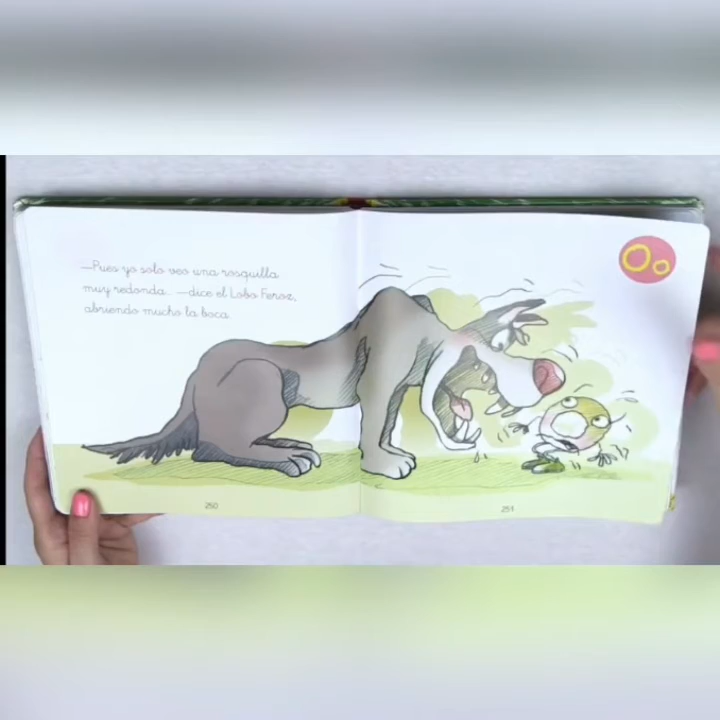 —Pues yo solo veo una rosquilla
muy redonda... —dice el Lobo Feroz,
abriendo mucho la boca.
Oo
250
251